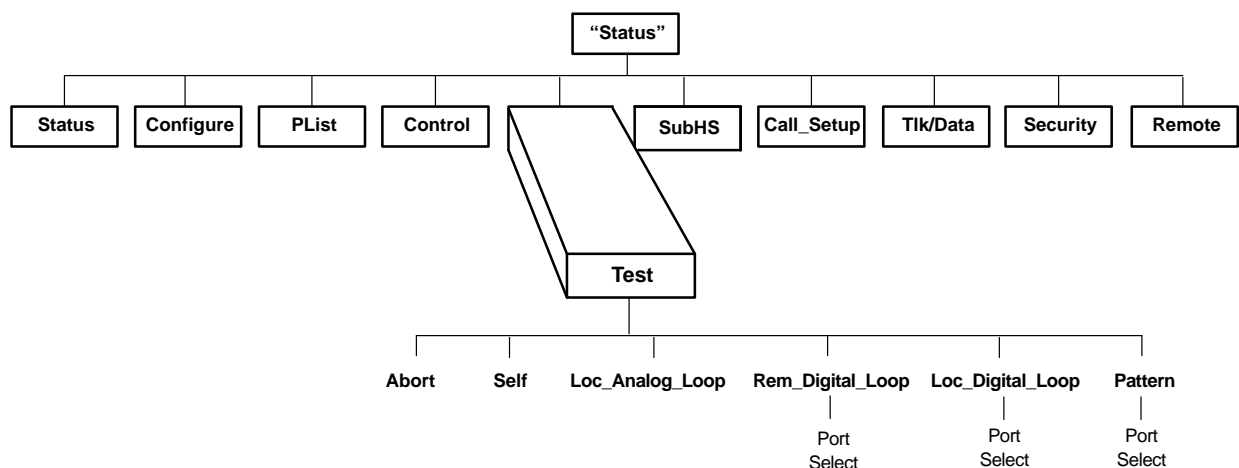 “Status”
Status Configure PList Control SubHS Call_Setup Tlk/Data Security Remote
Test
Abort Self Loc_Analog_Loop Rem_Digital_Loop Loc_Digital_Loop Pattern
Port Port Port
Select Select Select